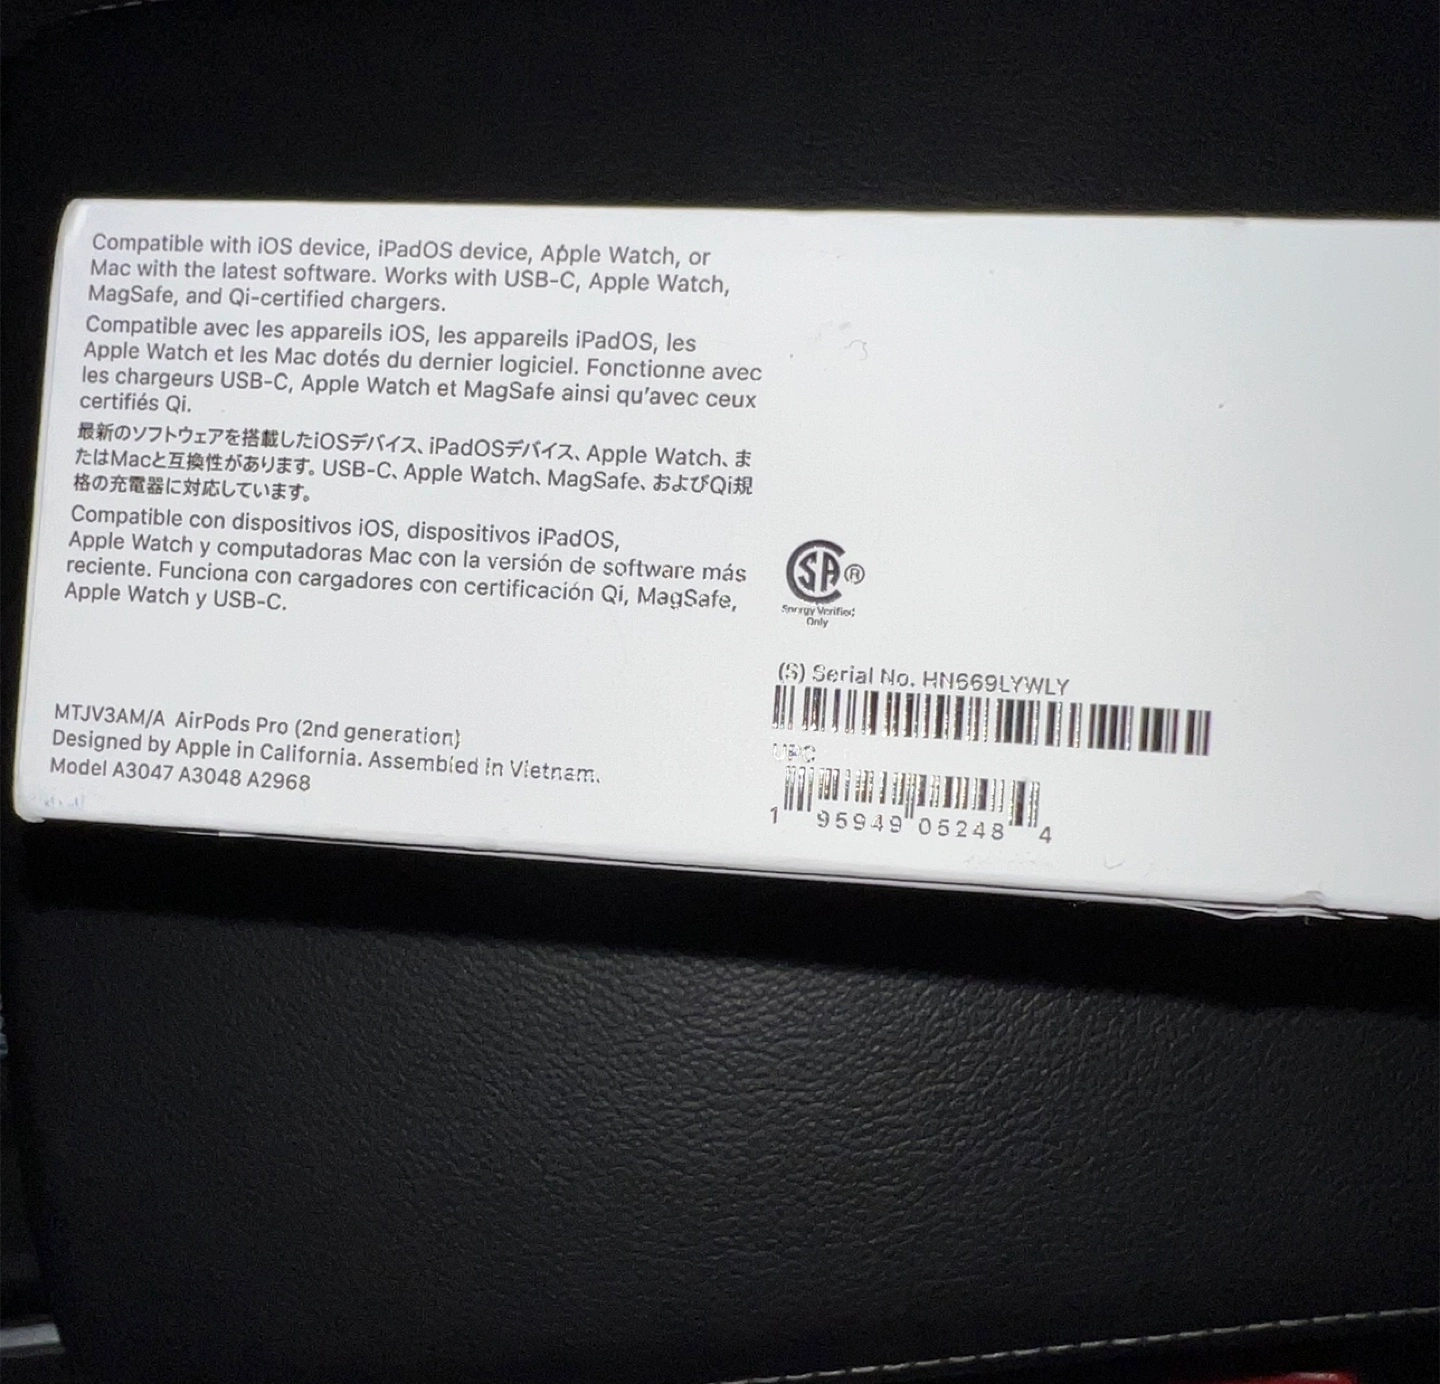 Compatible with iOS device, iPadOS device, Apple Watch, or
Mac with the latest software. Works with USB-C, Apple Watch,
MagSafe, and Qi-certified chargers.
Compatible avec les appareils iOS, les appareils iPadOS, les
Apple Watch et les Mac dotés du dernier logiciel. Fonctionne avec
les chargeurs USB-C, Apple Watch et MagSafe ainsi qu'avec ceux
certifiés Qi.
最新のソフトウェアを搭載したiOSデバイス、iPadOSデバイス、Apple Watch、ま
たはMacと互換性があります。USB-C、Apple Watch、MagSafe、およびQi規
格の充電器に対応しています。
Compatible con dispositivos iOS, dispositivos iPadOS,
Apple Watch y computadoras Mac con la versión de software más
reciente. Funciona con cargadores con certificación Qi, MagSafe,
Apple Watch y USB-C.
MTJV3AM/A AirPods Pro (2nd generation)
Designed by Apple in California. Assembled in Vietnam.
Model A3047 A3048 A2968
SA®
Energy Verified
Only
(S) Serial No. HN669LYWLY
UPC
1 95949 05248 4